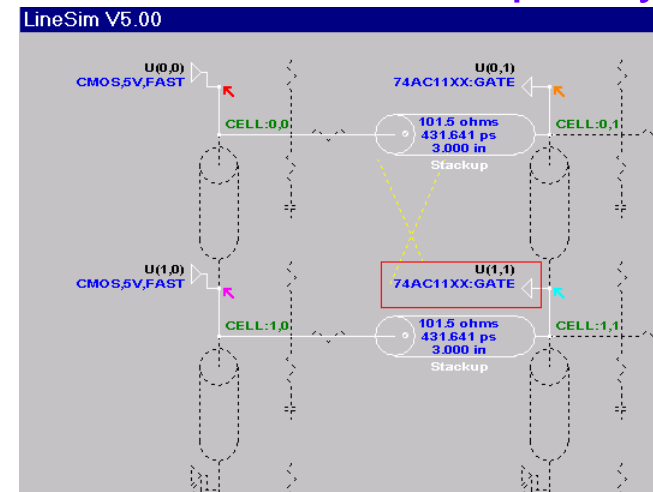 LineSim V5.00
U(0,0)
CMOS,5V,FAST
U(0,1)
74AC11XX:GATE
CELL:0,0
101.5 ohms
431.641 ps
3.000 in
Stackup
CELL:0,1
U(1,0)
CMOS,5V,FAST
U(1,1)
74AC11XX:GATE
CELL:1,0
101.5 ohms
431.641 ps
3.000 in
Stackup
CELL:1,1